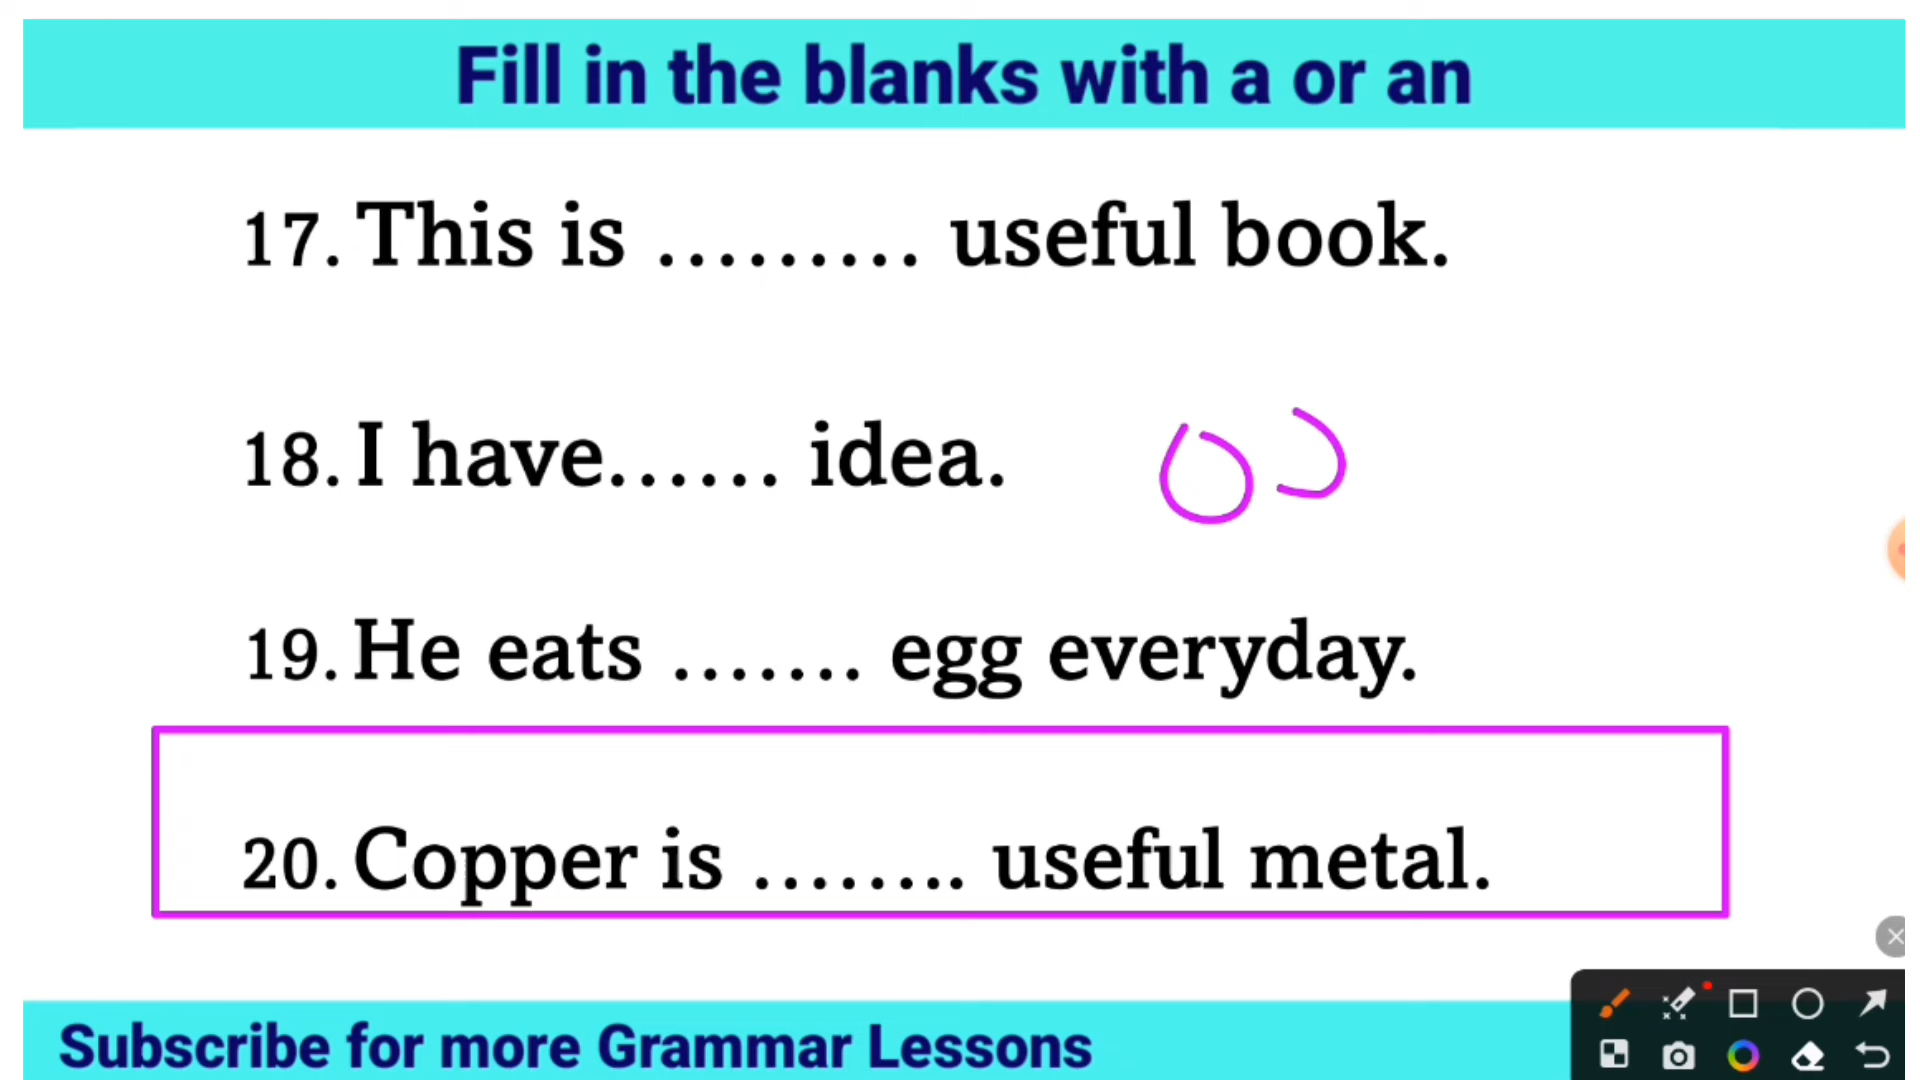 Fill in the blanks with a or an
17. This is ......... useful book.
18. I have...... idea.
19. He eats ....... egg everyday.
20. Copper is ........ useful metal.
Subscribe for more Grammar Lessons